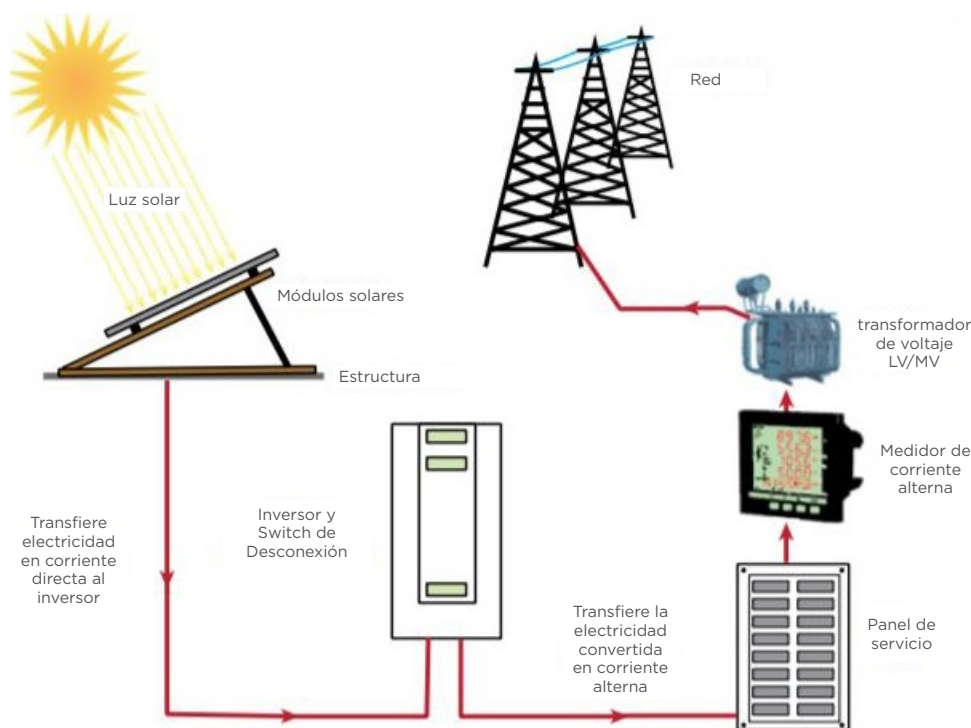 Red
Luz solar
Módulos solares
Estructura
transformador
de voltaje
LV/MV
Medidor de
corriente
alterna
Inversor y
Switch de
Desconexión
Transfiere
electricidad
en corriente
directa al
inversor
Transfiere la
electricidad
convertida
en corriente
alterna
Panel de
servicio